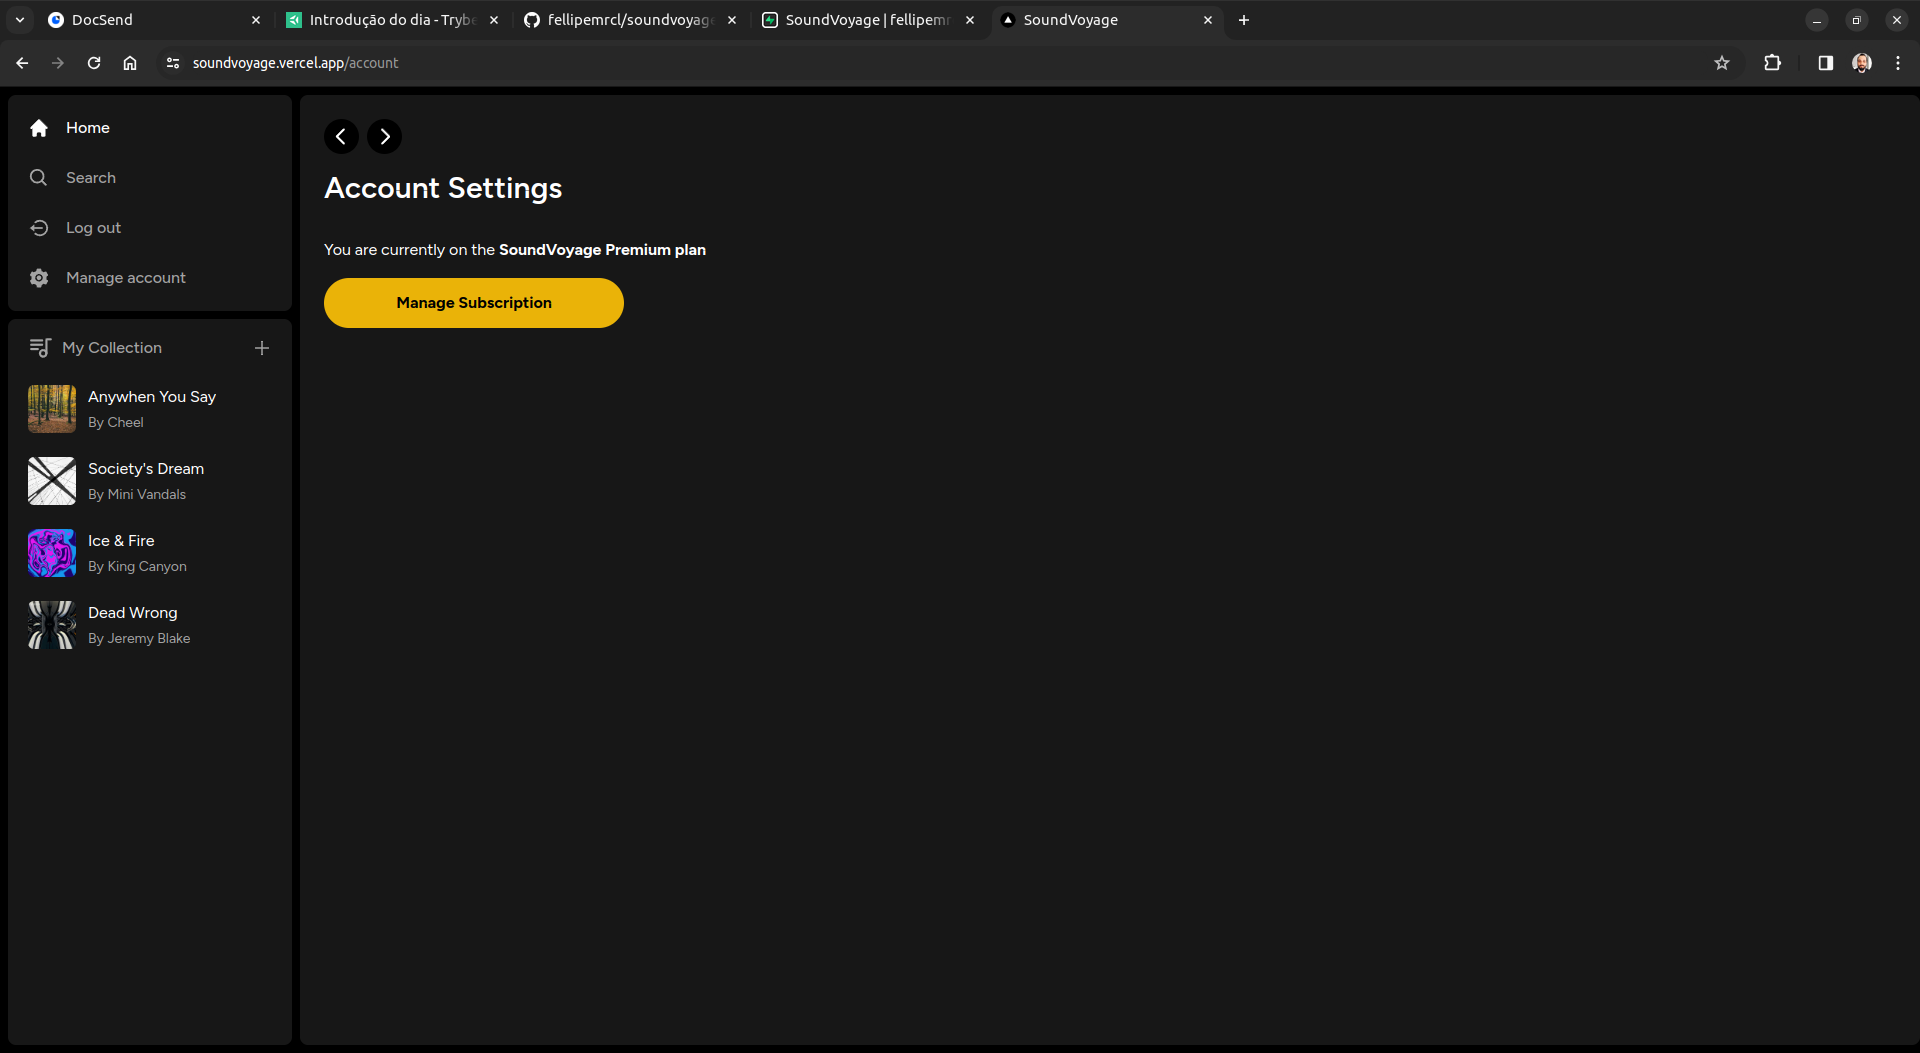 DocSend
Introdução do dia - Trybe
fellipemrcl/soundvoyage
SoundVoyage | fellipemr
SoundVoyage
soundvoyage.vercel.app/account
Home
Search
Log out
Manage account
My Collection
Anywhen You Say
By Cheel
Society's Dream
By Mini Vandals
Ice & Fire
By King Canyon
Dead Wrong
By Jeremy Blake
Account Settings
You are currently on the SoundVoyage Premium plan
Manage Subscription